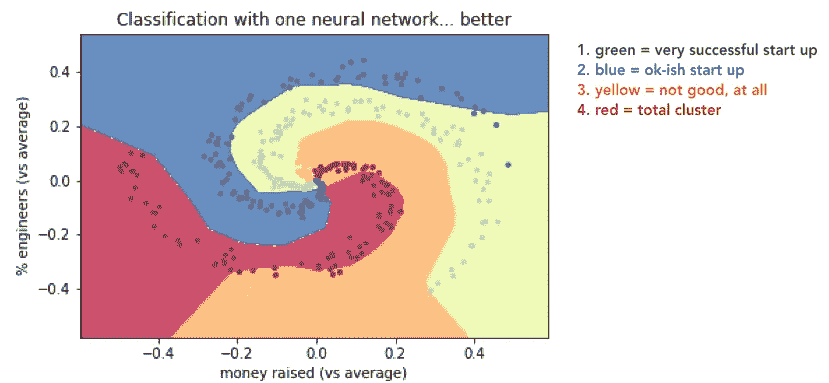 Classification with one neural network... better
1. green = very successful start up
2. blue = ok-ish start up
3. yellow = not good, at all
4. red = total cluster
% engineers (vs average)
0.4
0.2
0.0
−0.2
−0.4
−0.4
−0.2
0.0
0.2
0.4
money raised (vs average)